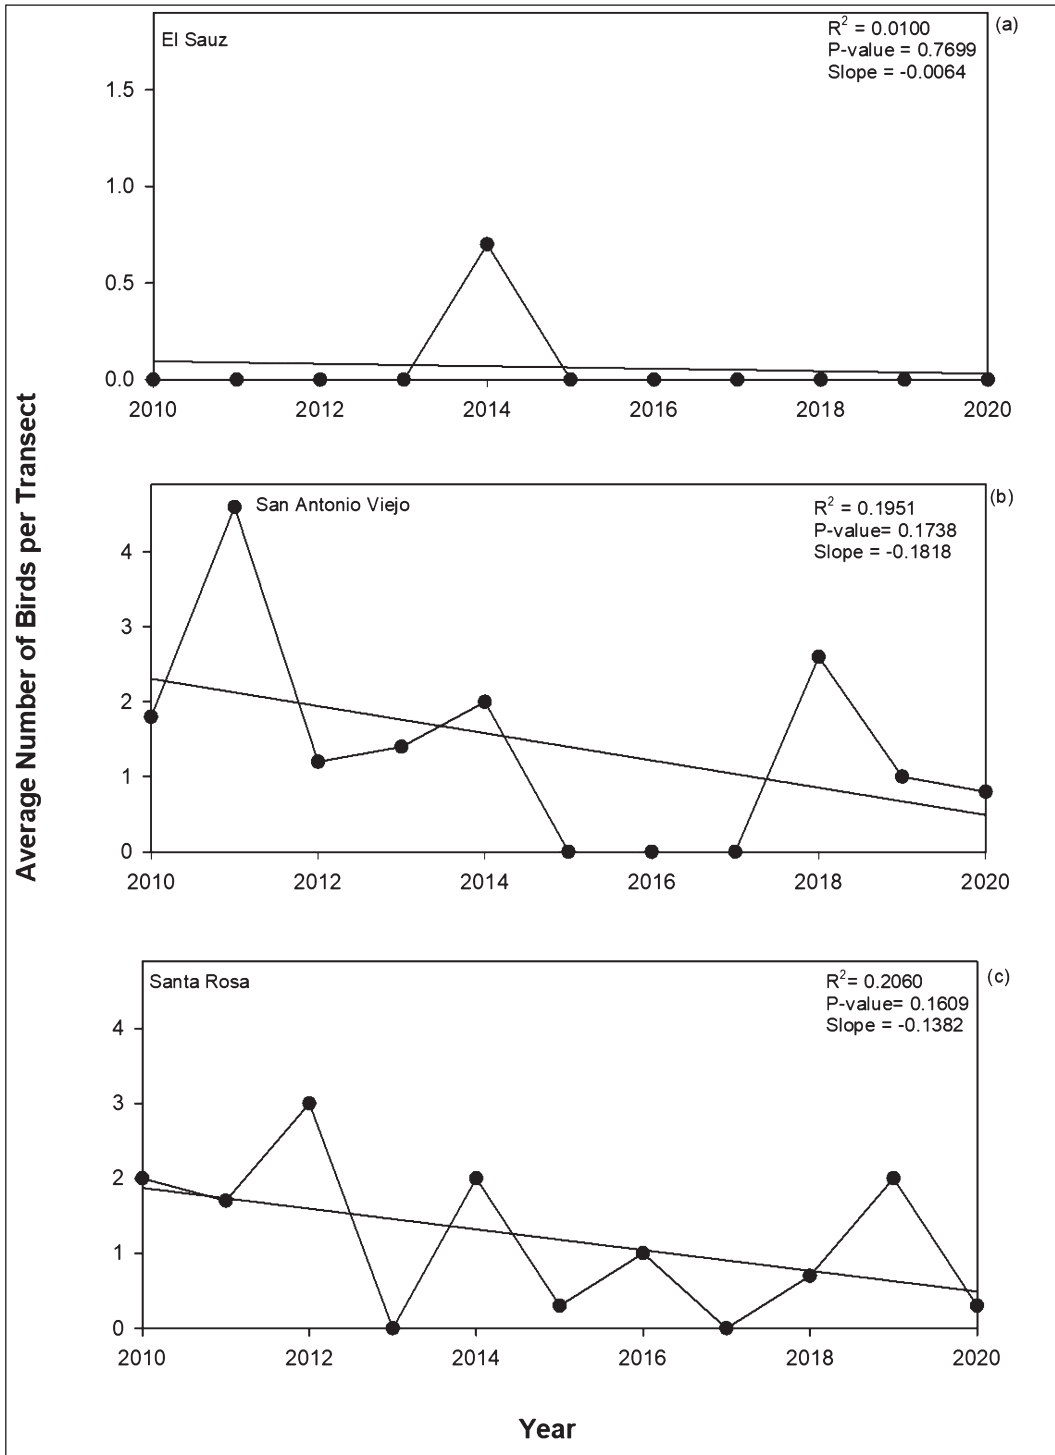 El Sauz
R² = 0.0100
(a)
P-value = 0.7699
Slope = -0.0064
1.5
1.0
0.5
0.0
2010 2012 2014 2016 2018 2020
Average Number of Birds per Transect
San Antonio Viejo
R² = 0.1951
(b)
P-value= 0.1738
Slope = -0.1818
4
3
2
1
0
2010 2012 2014 2016 2018 2020
Santa Rosa
R²= 0.2060
(c)
P-value= 0.1609
Slope = -0.1382
4
3
2
1
0
2010 2012 2014 2016 2018 2020
Year